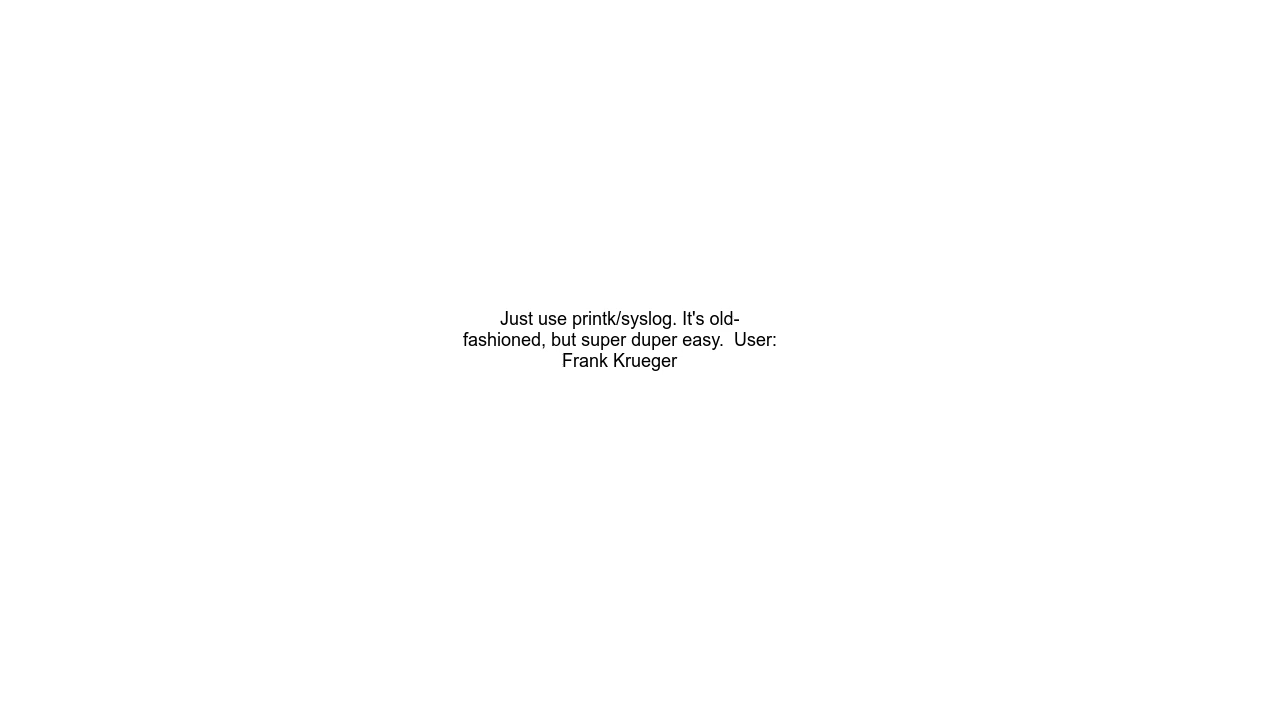 Just use printk/syslog. It's old-
fashioned, but super duper easy.  User:
Frank Krueger